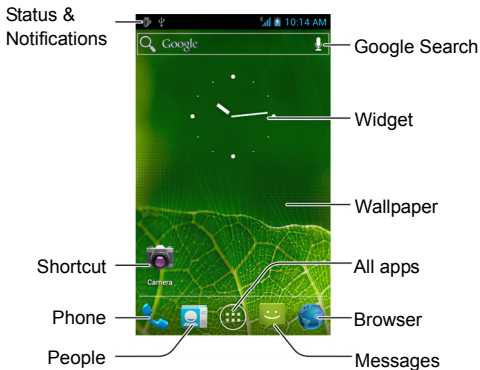 Status &
Notifications
10:14 AM
Google
Google Search
Widget
Wallpaper
Shortcut
Camera
All apps
Phone
Browser
People
Messages